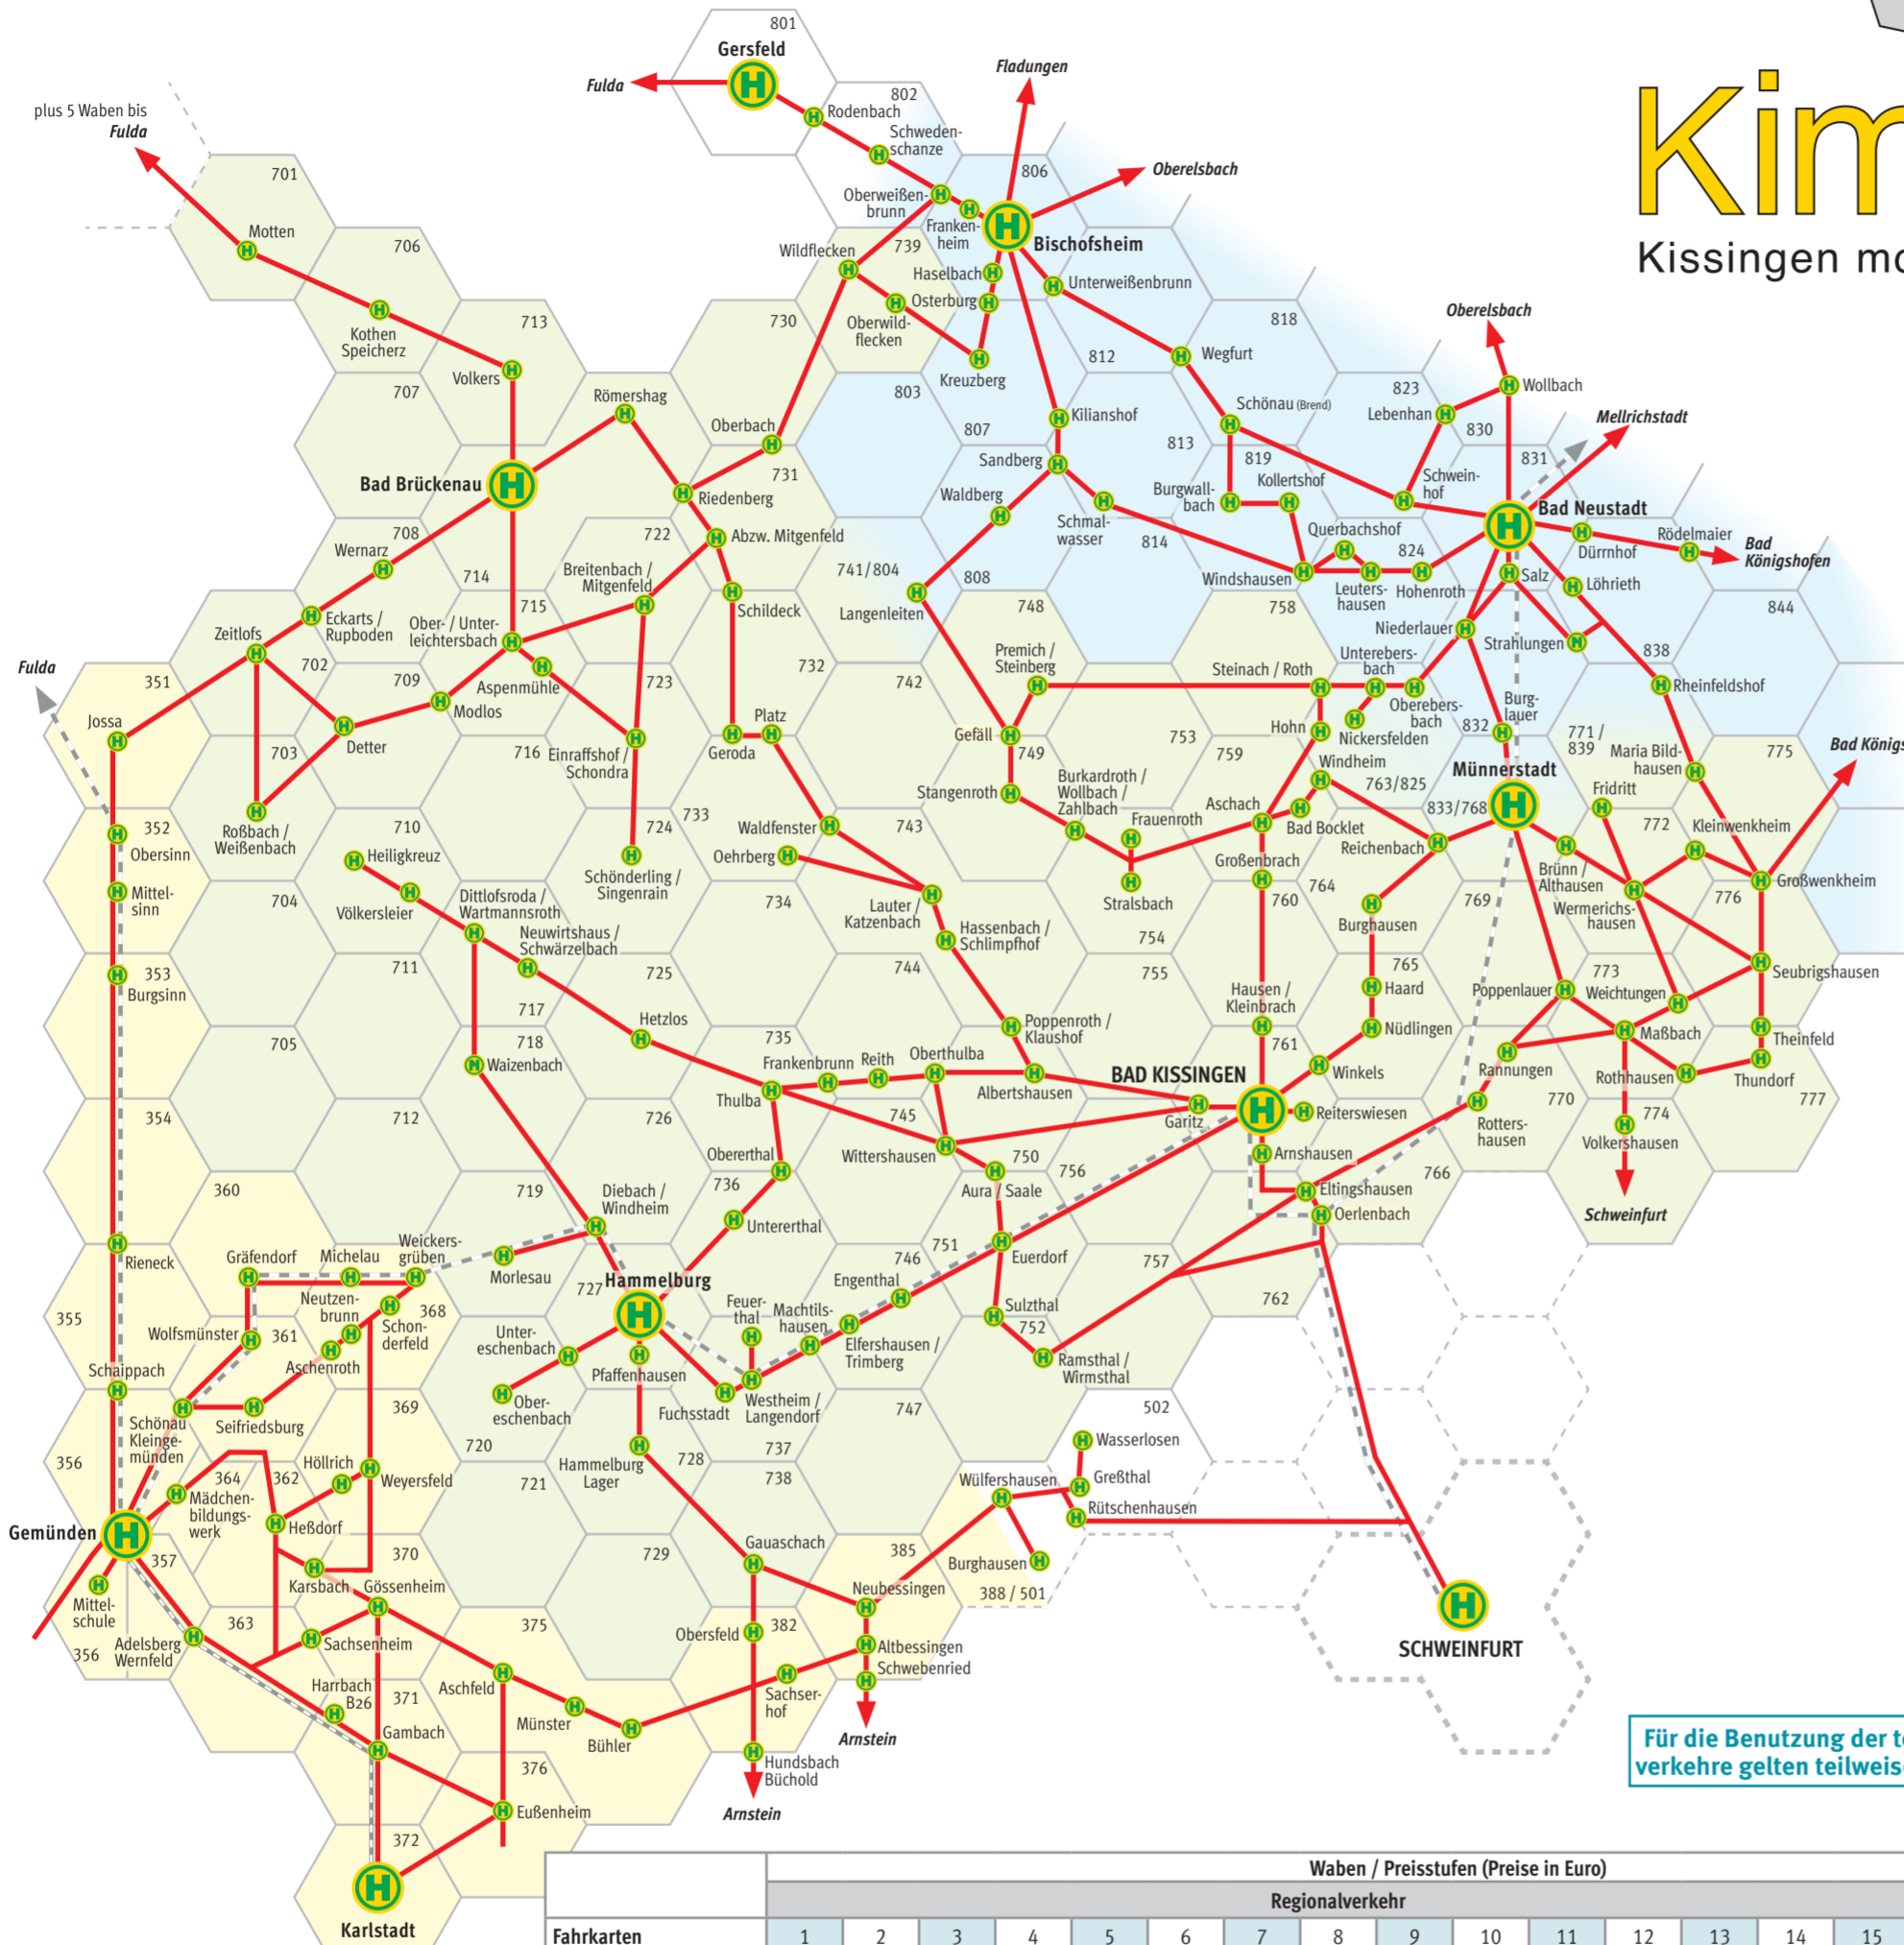 801
Gersfeld
Fulda
Fladungen
802
Rodenbach
Schweden-
schanze
plus 5 Waben bis
Fulda
Kim
Kissingen mo
701
806
Oberelsbach
Oberweißen-
brunn
Franken-
heim
Bischofsheim
Motten
706
Wildflecken
739
Haselbach
Unterweißenbrunn
Osterburg
Oberwild-
flecken
Kothen
Speicherz
713
730
818
Oberelsbach
Volkers
Kreuzberg
812
Wegfurt
707
Römershag
803
823
Wollbach
Schönau (Brend)
Lebenhan
Mellrichstadt
Oberbach
Kilianshof
807
813
830
731
Sandberg
819
831
Bad Brückenau
Riedenberg
Waldberg
Burgwall-
bach
Kollertshof
Schwein-
hof
Bad Neustadt
708
722
Abzw. Mitgenfeld
Schmal-
wasser
Querbachshof
Rödelmaier
Wernarz
814
824
Dürrnhof
Bad
Königshofen
714
Breitenbach /
Mitgenfeld
741 / 804
808
Windshausen
Leuters-
hausen
Hohenroth
Salz
Löhrieth
Eckarts /
Rupboden
715
Schildeck
Langenleiten
748
758
844
Zeitlofs
Ober- / Unter-
leichtersbach
Niederlauer
Strahlungen
Fulda
351
702
709
Aspenmühle
723
732
742
Premich /
Steinberg
Steinach / Roth
Unterebers-
bach
838
Jossa
Modlos
Oberebers-
bach
Burg-
lauer
Rheinfeldshof
Detter
703
716
Einraffshof /
Schondra
Geroda
Platz
Gefäll
749
753
759
Hohn
Nickersfelden
832
771 /
839
Maria Bild-
hausen
775
Bad Königs
Windheim
763/825
Münnerstadt
352
Obersinn
Roßbach /
Weißenbach
710
724
733
Waldfenster
743
Stangenroth
Burkardroth /
Wollbach /
Zahlbach
Aschach
Bad Bocklet
833/768
Fridritt
772
Kleinwenkheim
Heiligkreuz
Oehrberg
Frauenroth
Großenbrach
Reichenbach
Mittel-
sinn
704
Völkersleier
Dittlofsroda /
Wartmannsroth
Schönderling /
Singenrain
734
Lauter /
Katzenbach
Stralsbach
764
760
769
Brünn /
Althausen
Großwenkheim
776
Neuwirtshaus /
Schwärzelbach
Hassenbach /
Schlimpfhof
754
Burghausen
Wermerichs-
hausen
353
Burgsinn
711
717
725
744
755
Hausen /
Kleinbrach
765
Haard
Poppenlauer
773
Weichtungen
Seubrigshausen
705
718
Hetzlos
735
Poppenroth /
Klaushof
761
Nüdlingen
Maßbach
Theinfeld
Waizenbach
Frankenbrunn
Reith
Oberthulba
Albertshausen
BAD KISSINGEN
Winkels
Rannungen
Rothhausen
Thundorf
354
712
726
Thulba
745
Garitz
Reiterswiesen
Rotters-
hausen
770
774
777
Wittershausen
750
756
Arnshausen
Volkershausen
Obererthal
360
719
Diebach /
Windheim
736
Aura / Saale
Eltingshausen
766
Untererthal
Oerlenbach
Schweinfurt
Rieneck
Gräfendorf
Michelau
Weickers-
grüben
Morlesau
Euerdorf
751
746
757
762
355
Neutzen-
brunn
368
727
Hammelburg
Engenthal
Wolfsmünster
361
Schon-
derfeld
Unter-
eschenbach
Feuer-
thal
Machtils-
hausen
Sulzthal
752
Aschenroth
Pfaffenhausen
Elfershausen /
Trimberg
Ramsthal /
Wirmsthal
Schaippach
Schönau
Kleinge-
münden
Seifriedsburg
369
Ober-
eschenbach
Fuchsstadt
Westheim /
Langendorf
747
502
356
Höllrich
720
Hammelburg
Lager
728
737
Wasserlosen
364
362
Weyersfeld
721
738
Wülfershausen
Greßthal
Mädchen-
bildungs-
werk
Heßdorf
Rütschenhausen
Gemünden
357
370
Gauaschach
729
385
Burghausen
Karsbach
Gössenheim
Neubessingen
388 / 501
Mittel-
schule
363
375
Obersfeld
382
356
Adelsberg
Wernfeld
Sachsenheim
Altbessingen
SCHWEINFURT
Harrbach
B26
371
Aschfeld
Schwebenried
Sachser-
hof
Münster
Gambach
Bühler
Arnstein
376
Hundsbach
Büchold
Eußenheim
Arnstein
372
Karlstadt
Für die Benutzung der t
verkehre gelten teilweis
Waben / Preisstufen (Preise in Euro)
Regionalverkehr
Fahrkarten 1 2 3 4 5 6 7 8 9 10 11 12 13 14 15